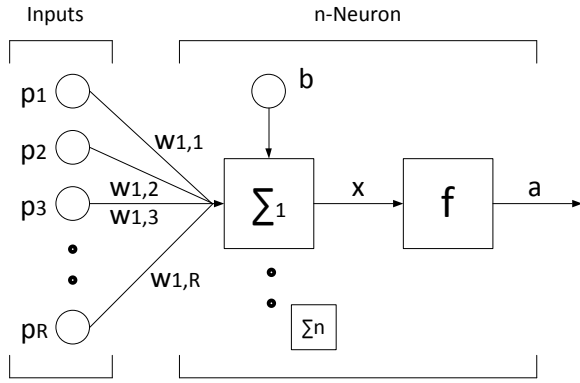 Inputs
n-Neuron
b
p1
w1,1
p2
w1,2
p3
w1,3
∑1
x
f
a
w1,R
pR
∑n